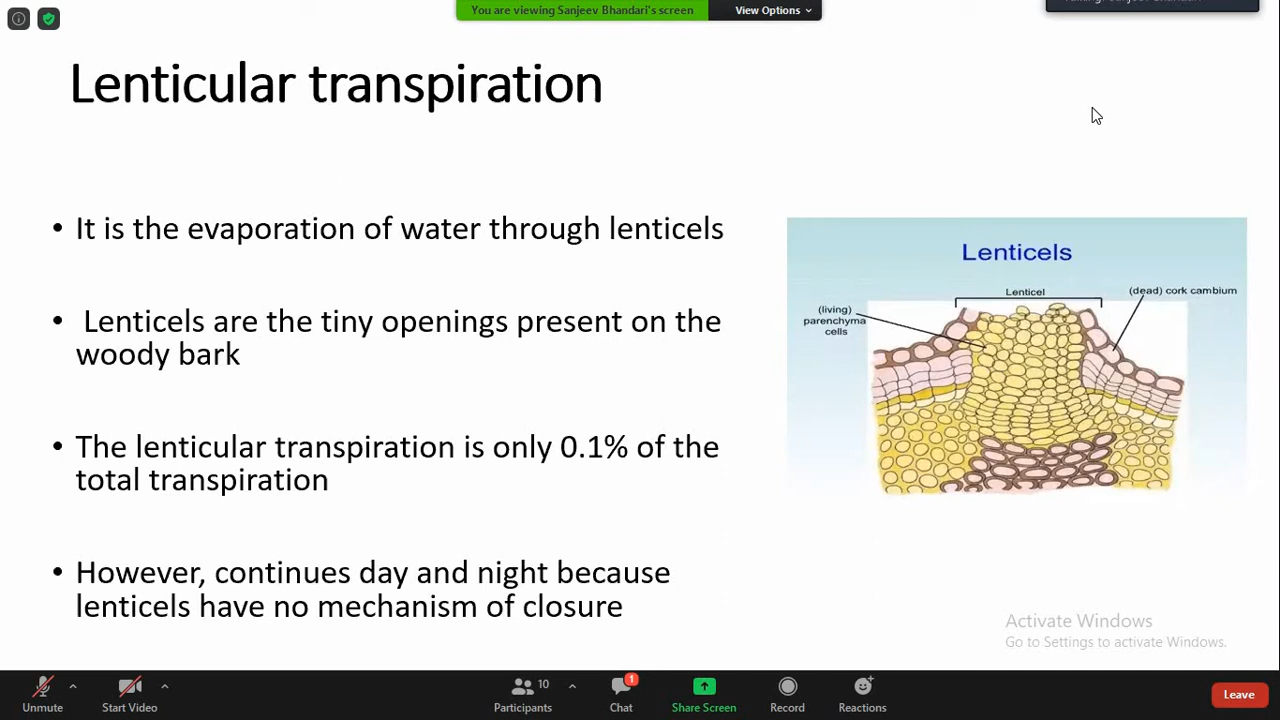 You are viewing Sanjeev Bhandari's screen
View Options
Lenticular transpiration
• It is the evaporation of water through lenticels
• Lenticels are the tiny openings present on the
woody bark
• The lenticular transpiration is only 0.1% of the
total transpiration
• However, continues day and night because
lenticels have no mechanism of closure
Lenticels
Lenticel
(dead) cork cambium
(living)
parenchyma
cells
Activate Windows
Go to Settings to activate Windows.
Unmute
Start Video
10
Participants
1
Chat
Share Screen
Record
Reactions
Leave